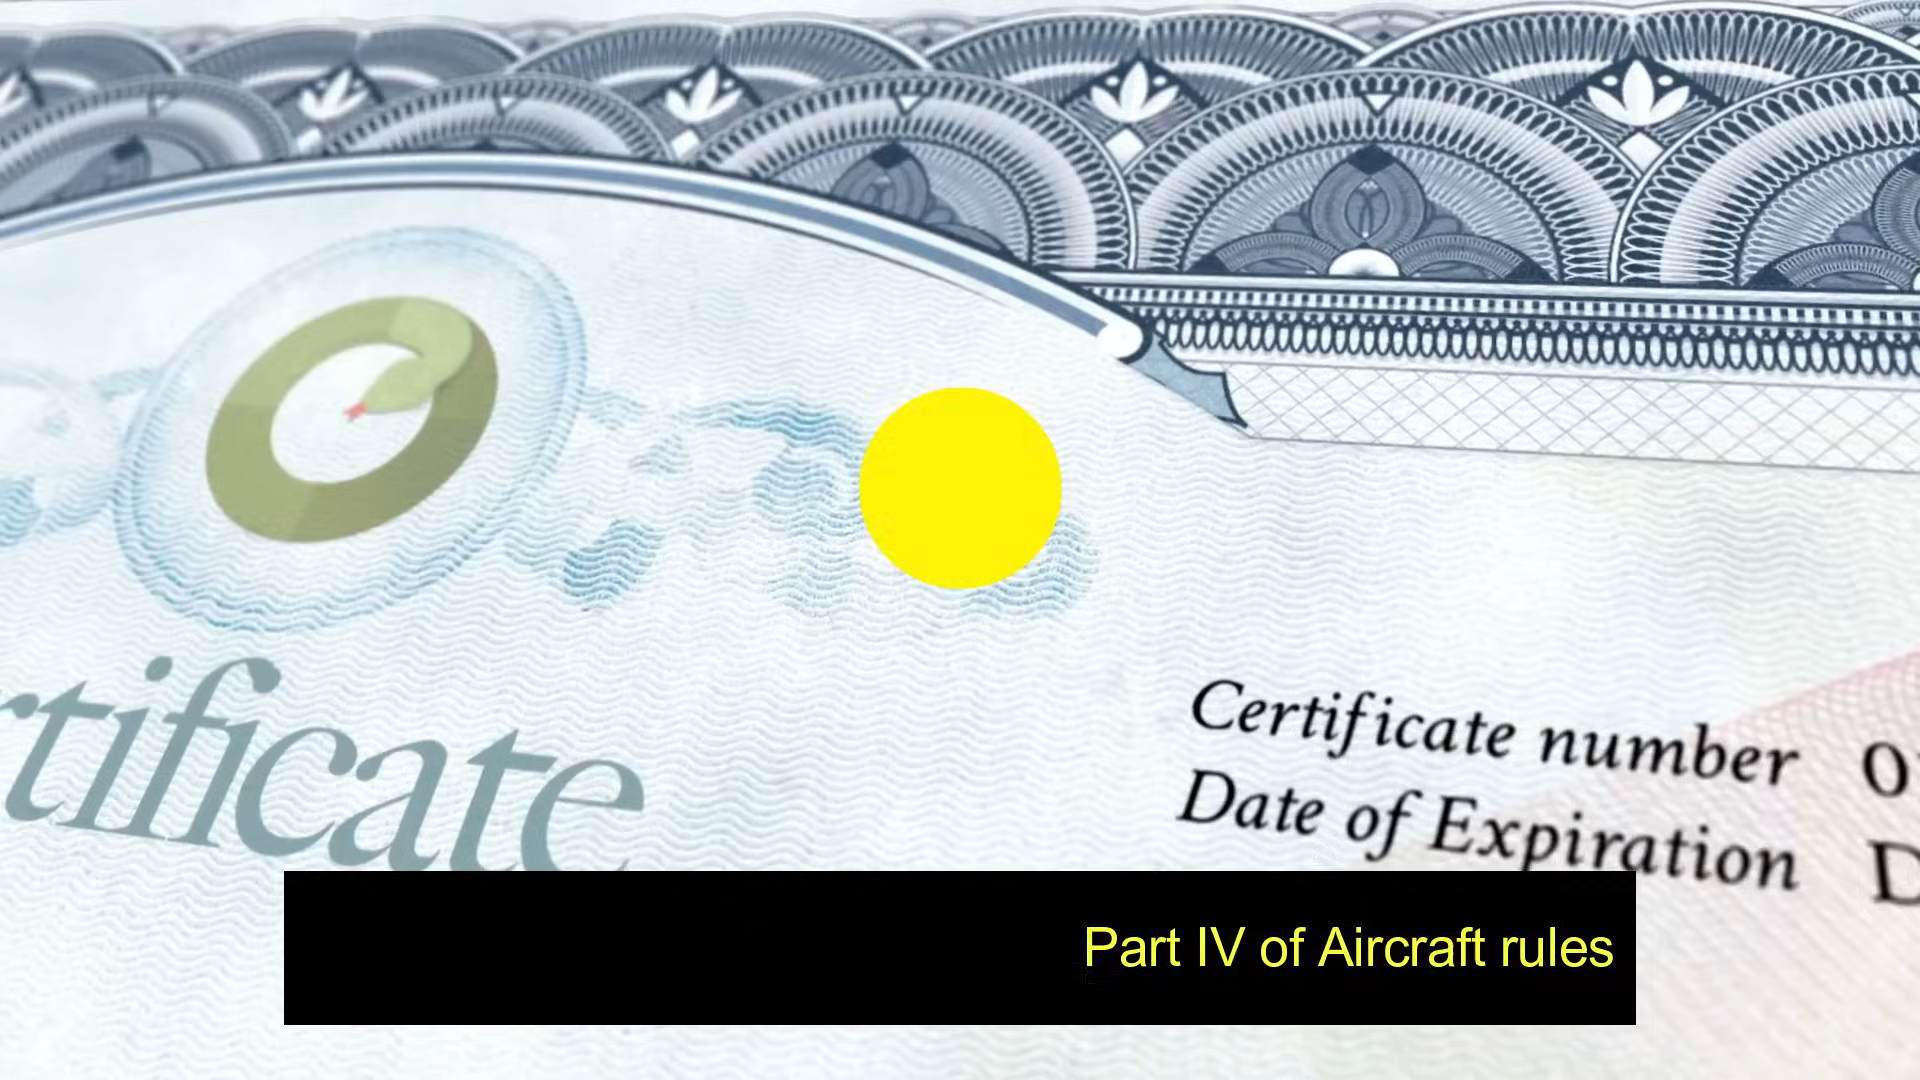 rtificate
Certificate number
Date of Expiration
Part IV of Aircraft rules